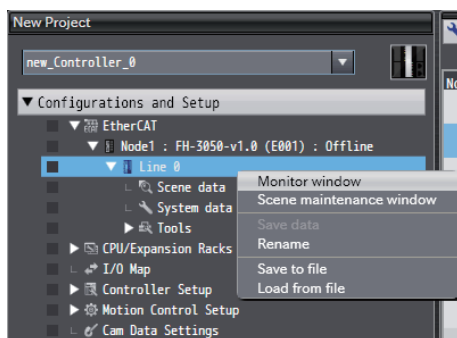 New Project
new_Controller_0
Configurations and Setup
EtherCAT
Node1 : FH-3050-v1.0 (E001) : Offline
Line 0
Scene data
System data
Tools
CPU/Expansion Racks
I/O Map
Controller Setup
Motion Control Setup
Cam Data Settings
Monitor window
Scene maintenance window
Save data
Rename
Save to file
Load from file